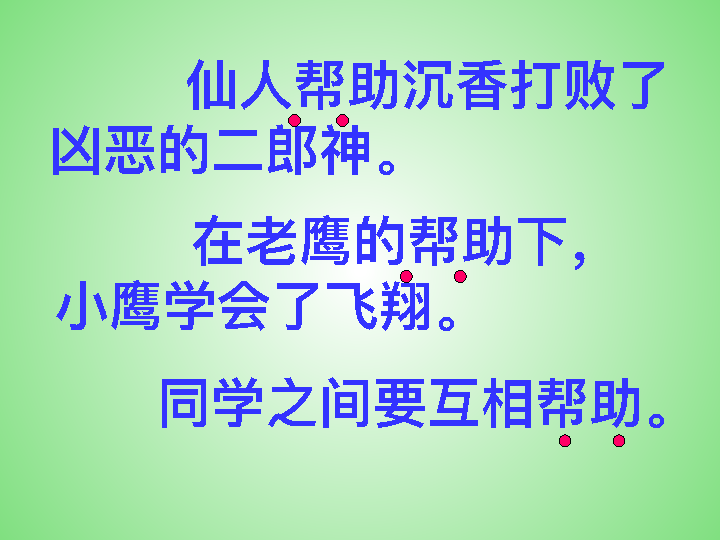 仙人帮助沉香打败了
凶恶的二郎神。
在老鹰的帮助下，
小鹰学会了飞翔。
同学之间要互相帮助。